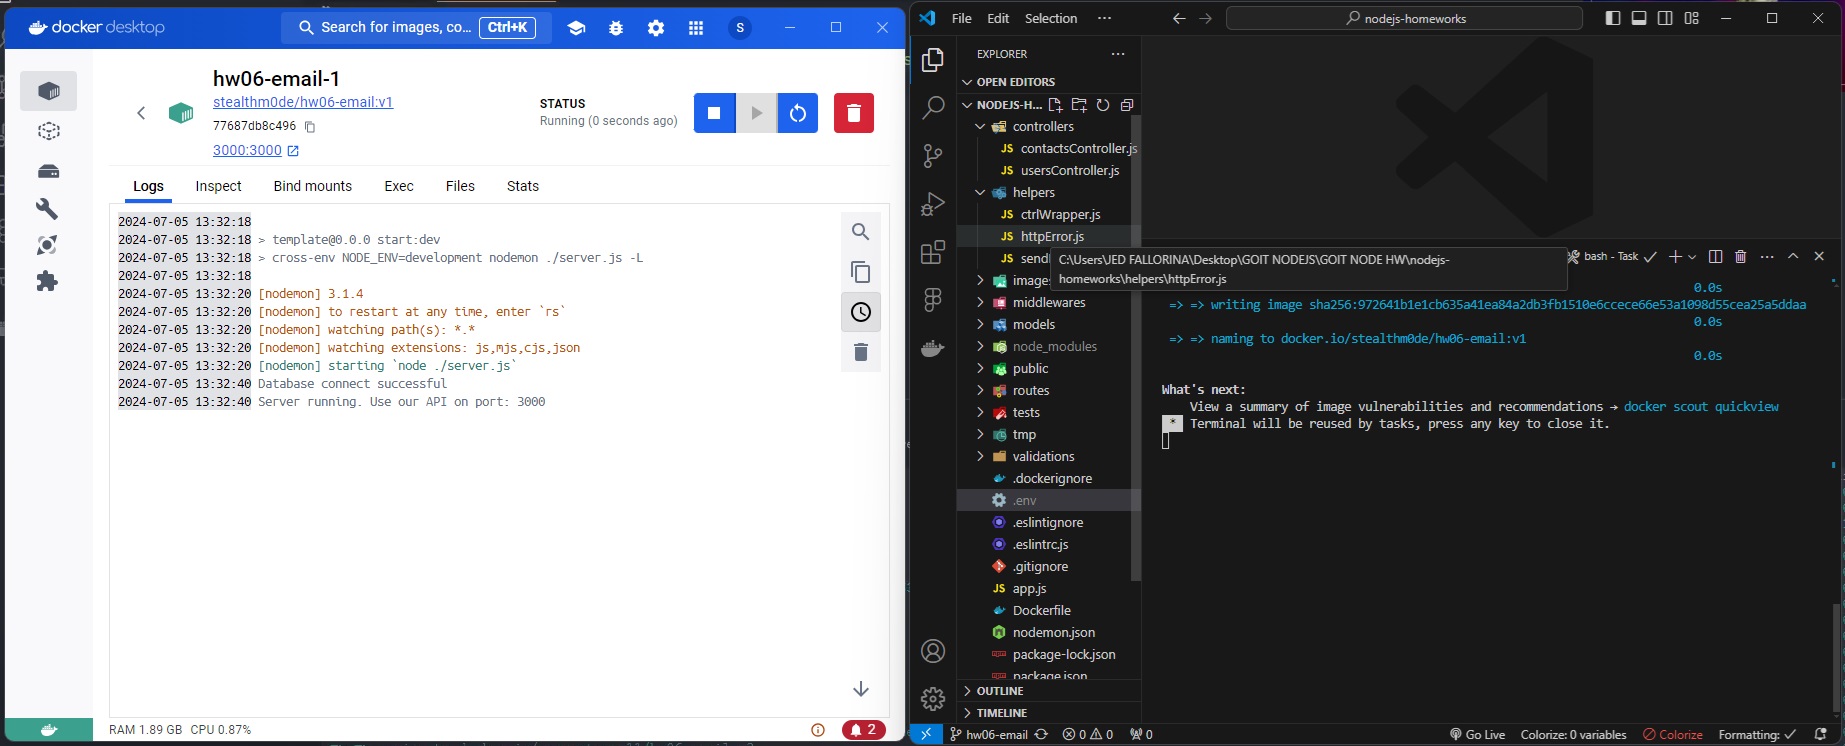 docker desktop
Search for images, co...
Ctrl+K
S
hw06-email-1
stealthm0de/hw06-email:v1
77687db8c496
3000:3000
STATUS
Running (0 seconds ago)
Logs
Inspect
Bind mounts
Exec
Files
Stats
2024-07-05 13:32:18
2024-07-05 13:32:18 > template@0.0.0 start:dev
2024-07-05 13:32:18 > cross-env NODE_ENV=development nodemon ./server.js -L
2024-07-05 13:32:18
2024-07-05 13:32:20 [nodemon] 3.1.4
2024-07-05 13:32:20 [nodemon] to restart at any time, enter `rs`
2024-07-05 13:32:20 [nodemon] watching path(s): *.*
2024-07-05 13:32:20 [nodemon] watching extensions: js,mjs,cjs,json
2024-07-05 13:32:20 [nodemon] starting `node ./server.js`
2024-07-05 13:32:40 Database connect successful
2024-07-05 13:32:40 Server running. Use our API on port: 3000
RAM 1.89 GB CPU 0.87%
2
File
Edit
Selection
nodejs-homeworks
EXPLORER
OPEN EDITORS
NODEJS-H...
controllers
JS contactsController.js
JS usersController.js
helpers
JS ctrlWrapper.js
JS httpError.js
JS send
C:\Users\JED FALLORINA\Desktop\GOIT NODEJS\GOIT NODE HW\nodejs-
homeworks\helpers\httpError.js
images
middlewares
models
node_modules
public
routes
tests
tmp
validations
.dockerignore
.env
.eslintignore
.eslintrc.js
.gitignore
JS app.js
Dockerfile
nodemon.json
package-lock.json
package.json
OUTLINE
TIMELINE
bash - Task
0.0s
=> => writing image sha256:972641b1e1cb635a41ea84a2db3fb1510e6ccece66e53a1098d55cea25a5ddaa
0.0s
=> => naming to docker.io/stealthm0de/hw06-email:v1
0.0s
What's next:
View a summary of image vulnerabilities and recommendations → docker scout quickview
* Terminal will be reused by tasks, press any key to close it.
hw06-email
0 0
0
Go Live
Colorize: 0 variables
Colorize
Formatting: